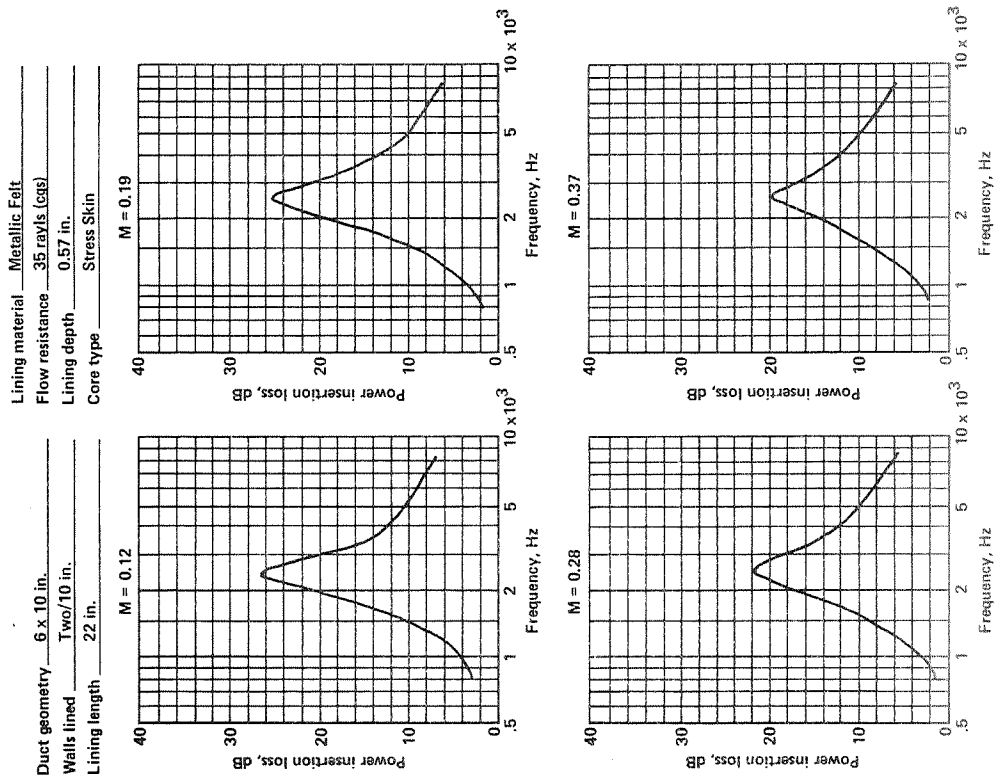 Duct geometry 6 x 10 in.
Walls lined Two/10 in.
Lining length 22 in.
Lining material Metallic Felt
Flow resistance 35 rayls (cgs)
Lining depth 0.57 in.
Core type Stress Skin
M = 0.12
Power insertion loss, dB
40
30
20
10
0
.5 1 2 5 10 x 10³
Frequency, Hz
M = 0.19
Power insertion loss, dB
40
30
20
10
0
.5 1 2 5 10 x 10³
Frequency, Hz
M = 0.28
Power insertion loss, dB
40
30
20
10
0
.5 1 2 5 10 x 10³
Frequency, Hz
M = 0.37
Power insertion loss, dB
40
30
20
10
0
.5 1 2 5 10 x 10³
Frequency, Hz